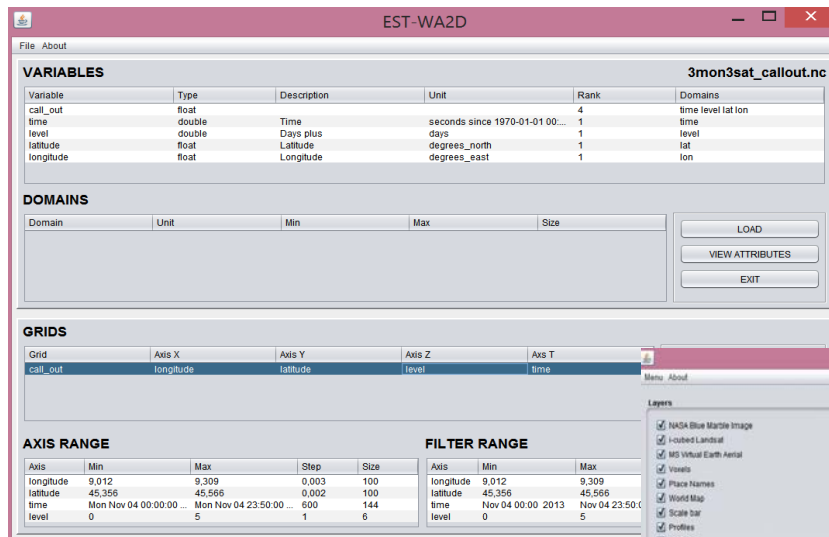 EST-WA2D
File About
VARIABLES 3mon3sat_callout.nc
Variable Type Description Unit Rank Domains
call_out float 4 time level lat lon
time double Time seconds since 1970-01-01 00:... 1 time
level double Days plus days 1 level
latitude float Latitude degrees_north 1 lat
longitude float Longitude degrees_east 1 lon
DOMAINS
Domain Unit Min Max Size
LOAD
VIEW ATTRIBUTES
EXIT
GRIDS
Grid Axis X Axis Y Axis Z Axs T
call_out longitude latitude level time
AXIS RANGE
Axis Min Max Step Size
longitude 9,012 9,309 0,003 100
latitude 45,356 45,566 0,002 100
time Mon Nov 04 00:00:00 ... Mon Nov 04 23:50:00 ... 600 144
level 0 5 1 6
FILTER RANGE
Axis Min Max
longitude 9,012 9,309
latitude 45,356 45,566
time Nov 04 00:00 2013 Nov 04 23:50:0
level 0 5
Menu About
Layers
NASA Blue Marble Image
i-cubed Landsat
MS Virtual Earth Aerial
Voxels
Place Names
World Map
Scale bar
Profiles